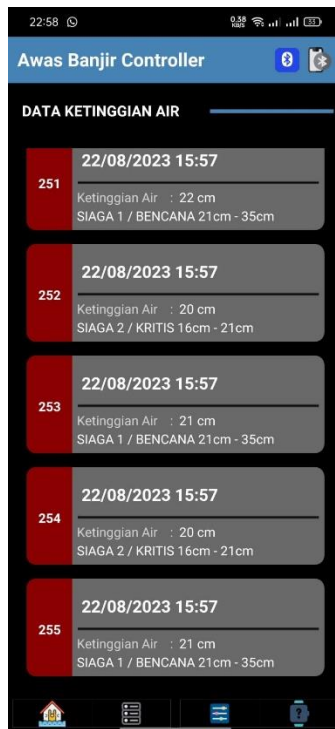 22:58
0.38 KB/S
33
Awas Banjir Controller
DATA KETINGGIAN AIR
251
22/08/2023 15:57
Ketinggian Air : 22 cm
SIAGA 1 / BENCANA 21cm - 35cm
252
22/08/2023 15:57
Ketinggian Air : 20 cm
SIAGA 2 / KRITIS 16cm - 21cm
253
22/08/2023 15:57
Ketinggian Air : 21 cm
SIAGA 1 / BENCANA 21cm - 35cm
254
22/08/2023 15:57
Ketinggian Air : 20 cm
SIAGA 2 / KRITIS 16cm - 21cm
255
22/08/2023 15:57
Ketinggian Air : 21 cm
SIAGA 1 / BENCANA 21cm - 35cm
?